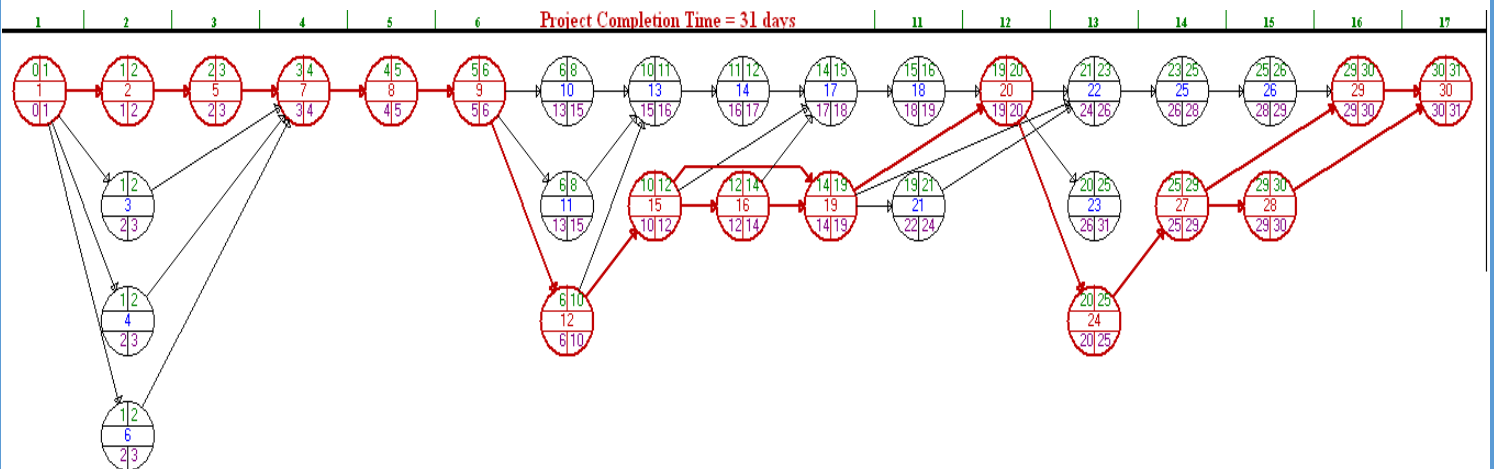 1 2 3 4 5 6 Project Completion Time = 31 days 11 12 13 14 15 16 17
0 1 1 2 2 3 3 4 4 5 5 6 6 8 10 11 11 12 14 15 15 16 19 20 21 23 23 25 25 26 29 30 30 31
1 2 5 7 8 9 10 13 14 17 18 20 22 25 26 29 30
0 1 1 2 2 3 3 4 4 5 5 6 13 15 15 16 16 17 17 18 18 19 19 20 24 26 26 28 28 29 29 30 30 31
1 2 6 8 10 12 12 14 14 19 19 21 20 25 25 29 29 30
3 11 15 16 19 21 23 27 28
2 3 13 15 10 12 12 14 14 19 22 24 26 31 25 29 29 30
1 2 6 10 20 25
4 12 24
2 3 6 10 20 25
1 2
6
2 3